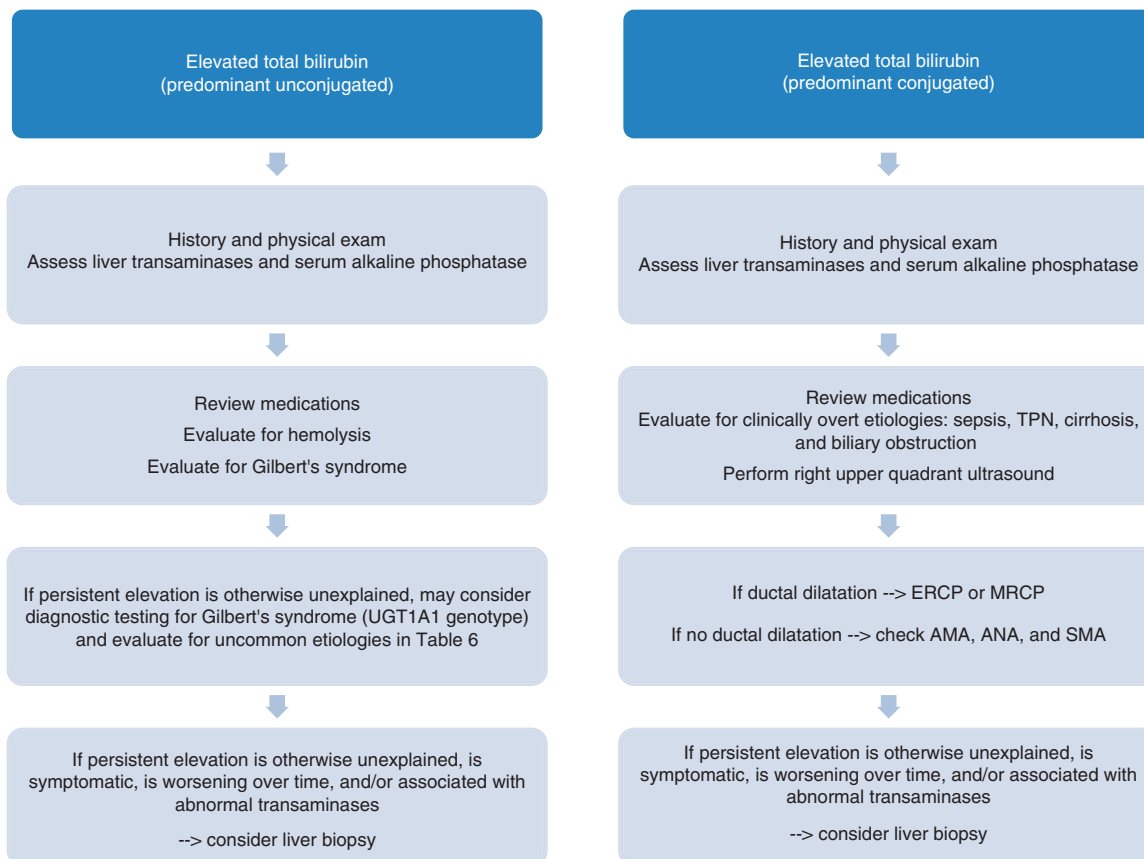 Elevated total bilirubin
(predominant unconjugated)
History and physical exam
Assess liver transaminases and serum alkaline phosphatase
Review medications
Evaluate for hemolysis
Evaluate for Gilbert's syndrome
If persistent elevation is otherwise unexplained, may consider
diagnostic testing for Gilbert's syndrome (UGT1A1 genotype)
and evaluate for uncommon etiologies in Table 6
If persistent elevation is otherwise unexplained, is
symptomatic, is worsening over time, and/or associated with
abnormal transaminases
--> consider liver biopsy
Elevated total bilirubin
(predominant conjugated)
History and physical exam
Assess liver transaminases and serum alkaline phosphatase
Review medications
Evaluate for clinically overt etiologies: sepsis, TPN, cirrhosis,
and biliary obstruction
Perform right upper quadrant ultrasound
If ductal dilatation --> ERCP or MRCP
If no ductal dilatation --> check AMA, ANA, and SMA
If persistent elevation is otherwise unexplained, is
symptomatic, is worsening over time, and/or associated with
abnormal transaminases
--> consider liver biopsy